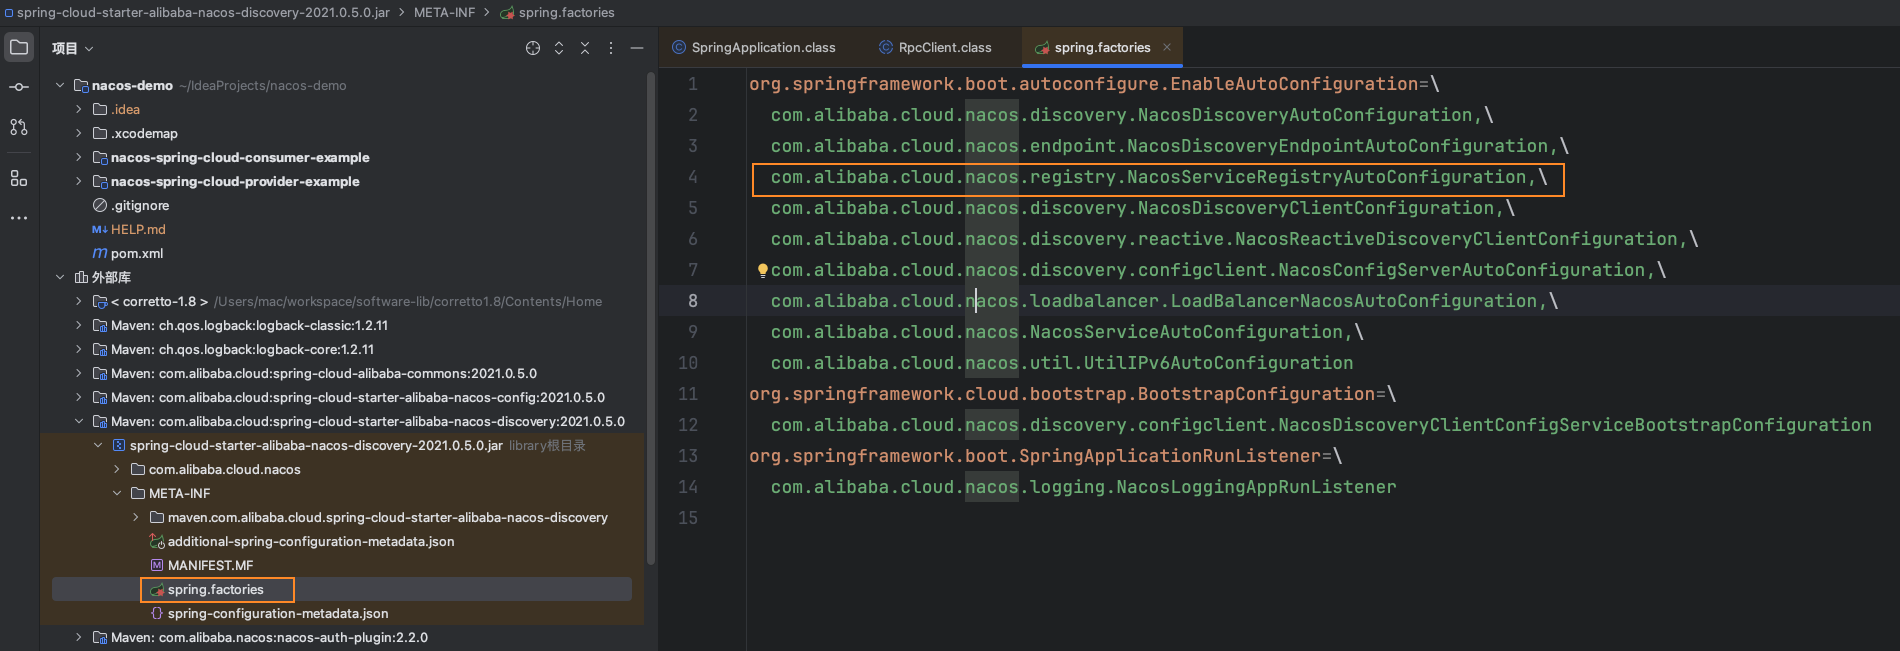 spring-cloud-starter-alibaba-nacos-discovery-2021.0.5.0.jar > META-INF > spring.factories
项目
nacos-demo ~/IdeaProjects/nacos-demo
.idea
.xcodemap
nacos-spring-cloud-consumer-example
nacos-spring-cloud-provider-example
.gitignore
M↓ HELP.md
m pom.xml
外部库
< corretto-1.8 > /Users/mac/workspace/software-lib/corretto1.8/Contents/Home
Maven: ch.qos.logback:logback-classic:1.2.11
Maven: ch.qos.logback:logback-core:1.2.11
Maven: com.alibaba.cloud:spring-cloud-alibaba-commons:2021.0.5.0
Maven: com.alibaba.cloud:spring-cloud-starter-alibaba-nacos-config:2021.0.5.0
Maven: com.alibaba.cloud:spring-cloud-starter-alibaba-nacos-discovery:2021.0.5.0
spring-cloud-starter-alibaba-nacos-discovery-2021.0.5.0.jar library根目录
com.alibaba.cloud.nacos
META-INF
maven.com.alibaba.cloud.spring-cloud-starter-alibaba-nacos-discovery
additional-spring-configuration-metadata.json
MANIFEST.MF
spring.factories
spring-configuration-metadata.json
Maven: com.alibaba.nacos:nacos-auth-plugin:2.2.0
SpringApplication.class RpcClient.class spring.factories
1 org.springframework.boot.autoconfigure.EnableAutoConfiguration=\
2 com.alibaba.cloud.nacos.discovery.NacosDiscoveryAutoConfiguration,\
3 com.alibaba.cloud.nacos.endpoint.NacosDiscoveryEndpointAutoConfiguration,\
4 com.alibaba.cloud.nacos.registry.NacosServiceRegistryAutoConfiguration,\
5 com.alibaba.cloud.nacos.discovery.NacosDiscoveryClientConfiguration,\
6 com.alibaba.cloud.nacos.discovery.reactive.NacosReactiveDiscoveryClientConfiguration,\
7 com.alibaba.cloud.nacos.discovery.configclient.NacosConfigServerAutoConfiguration,\
8 com.alibaba.cloud.nacos.loadbalancer.LoadBalancerNacosAutoConfiguration,\
9 com.alibaba.cloud.nacos.NacosServiceAutoConfiguration,\
10 com.alibaba.cloud.nacos.util.UtilIPv6AutoConfiguration
11 org.springframework.cloud.bootstrap.BootstrapConfiguration=\
12 com.alibaba.cloud.nacos.discovery.configclient.NacosDiscoveryClientConfigServiceBootstrapConfiguration
13 org.springframework.boot.SpringApplicationRunListener=\
14 com.alibaba.cloud.nacos.logging.NacosLoggingAppRunListener
15